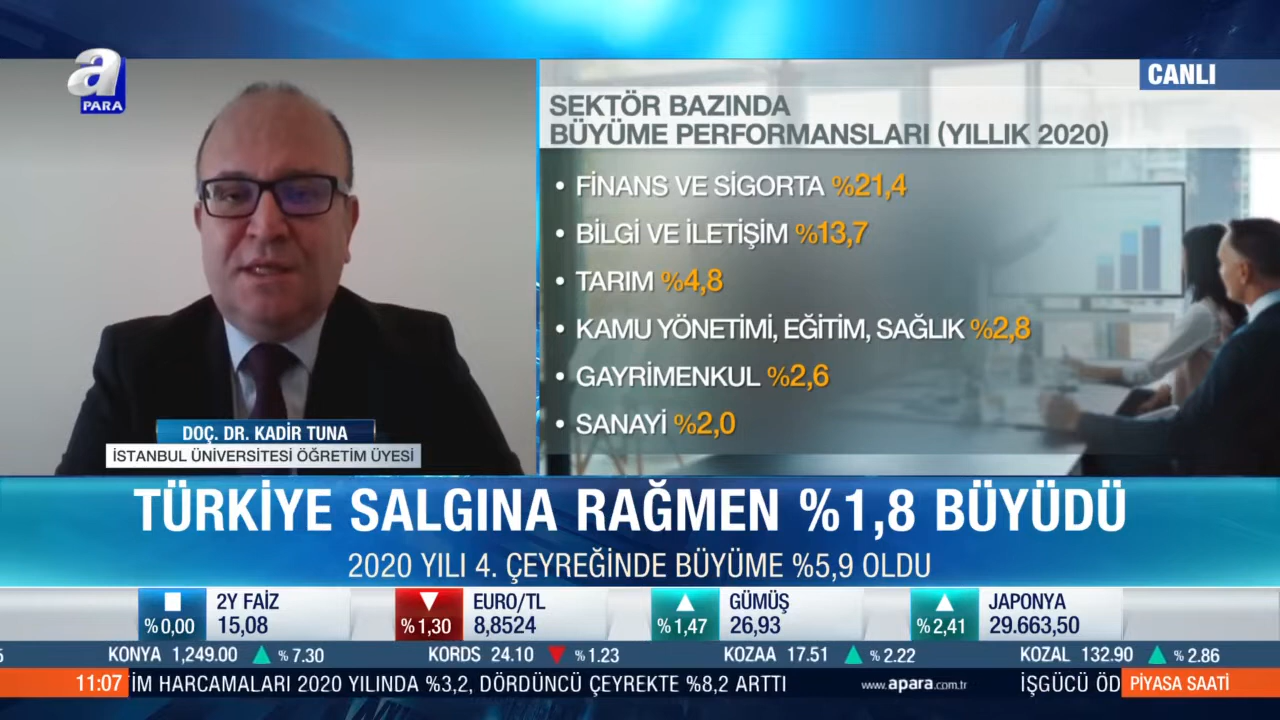 a
PARA
CANLI
SEKTÖR BAZINDA
BÜYÜME PERFORMANSLARI (YILLIK 2020)
• FİNANS VE SİGORTA %21,4
• BİLGİ VE İLETİŞİM %13,7
• TARIM %4,8
• KAMU YÖNETİMİ, EĞİTİM, SAĞLIK %2,8
• GAYRİMENKUL %2,6
• SANAYİ %2,0
DOÇ. DR. KADİR TUNA
İSTANBUL ÜNİVERSİTESİ ÖĞRETİM ÜYESİ
TÜRKİYE SALGINA RAĞMEN %1,8 BÜYÜDÜ
2020 YILI 4. ÇEYREĞİNDE BÜYÜME %5,9 OLDU
%0,00 2Y FAİZ 15,08
%1,30 EURO/TL 8,8524
%1,47 GÜMÜŞ 26,93
%2,41 JAPONYA 29.663,50
5 KONYA 1,249.00 ▲ %7.30 KORDS 24.10 ▼ %1.23 KOZAA 17.51 ▲ %2.22 KOZAL 132.90 ▲ %2.86
11:07 İM HARCAMALARI 2020 YILINDA %3,2, DÖRDÜNCÜ ÇEYREKTE %8,2 ARTTI www.apara.com.tr İŞGÜCÜ ÖD PİYASA SAATİ